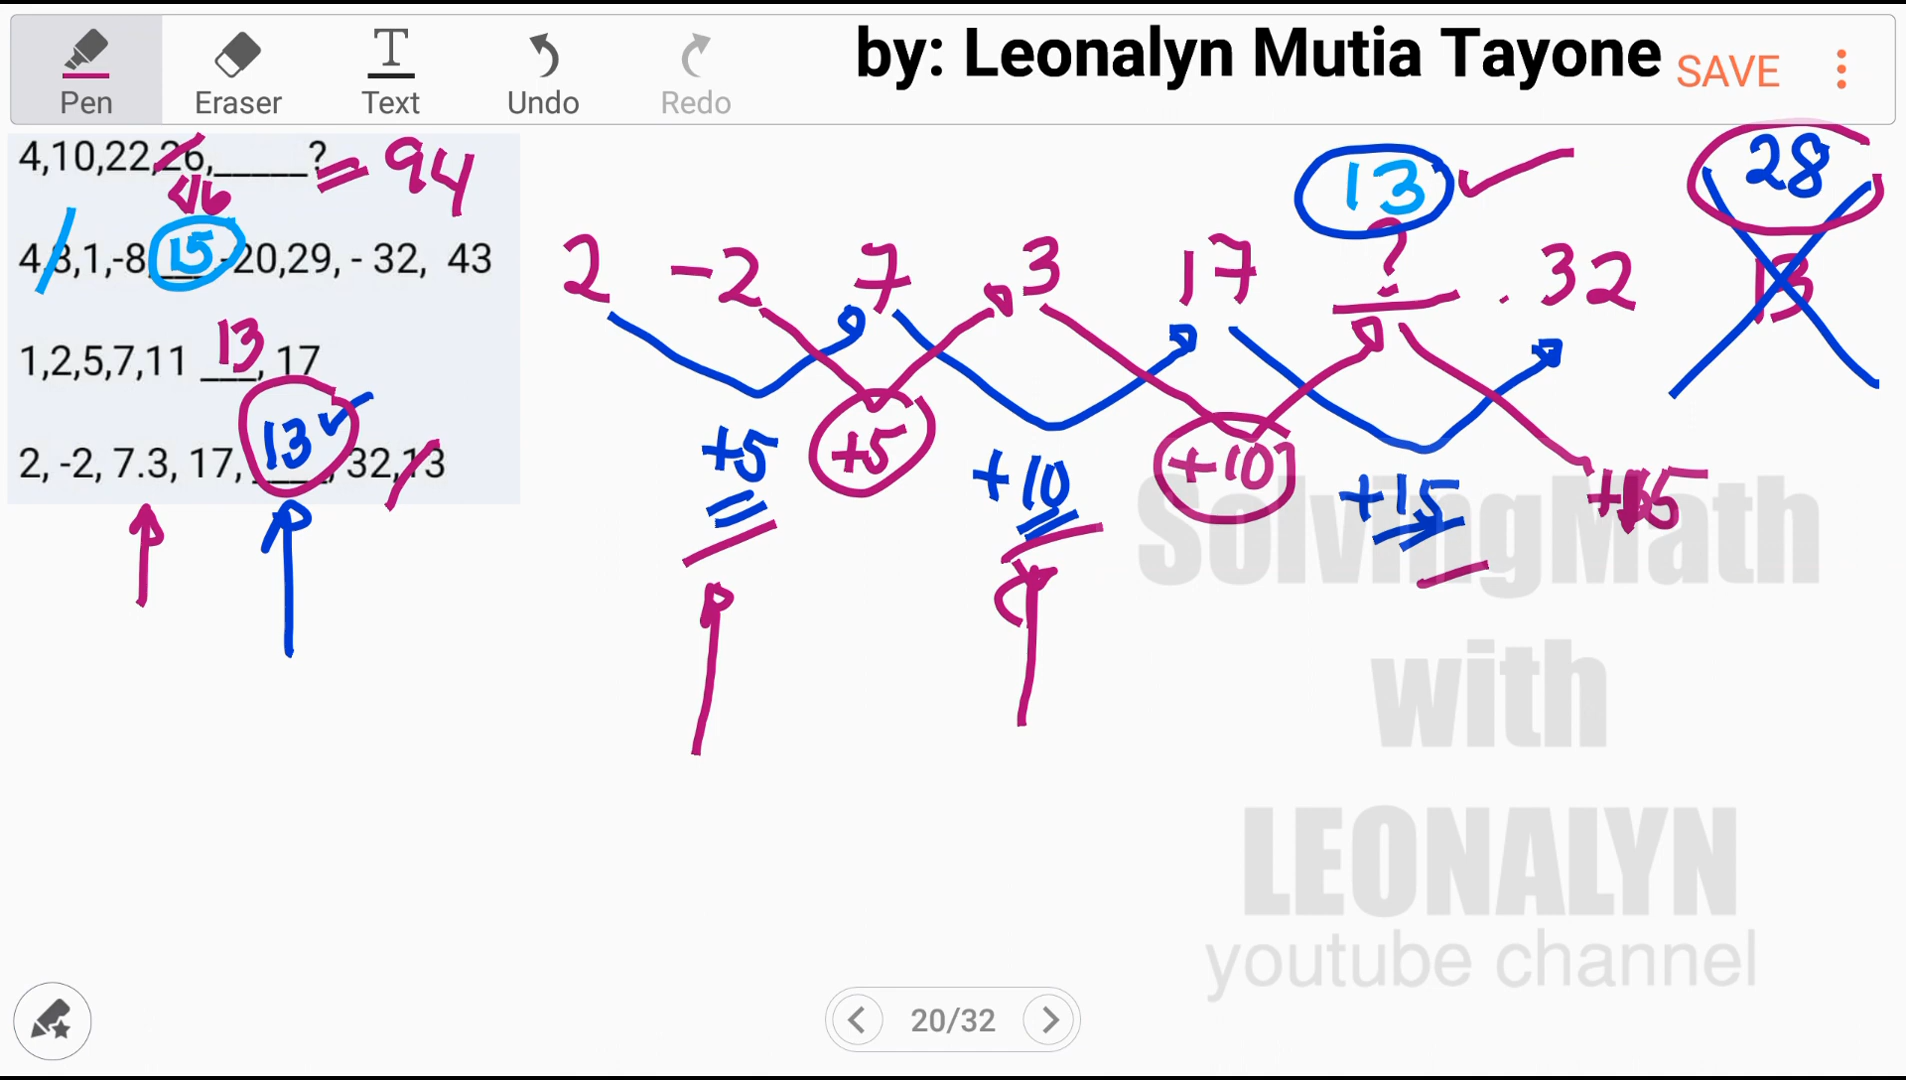 by: Leonalyn Mutia Tayone
SAVE
Pen Eraser Text Undo Redo
4,10,22,26,_____? = 94
46
4,3,1,-8, 15 -20,29, - 32, 43
1,2,5,7,11 13, 17
2, -2, 7.3, 17, 13, 32,13
13 28
2 -2 7 3 17 ? 32 13
+5 +5 +10 +10 +15 +15
SolvingMath
with
LEONALYN
youtube channel
20/32